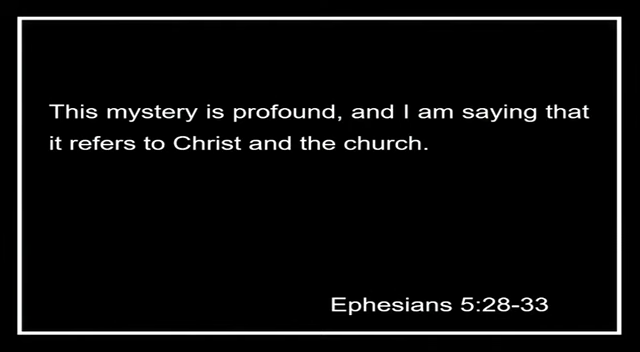 This mystery is profound, and I am saying that
it refers to Christ and the church.
Ephesians 5:28-33